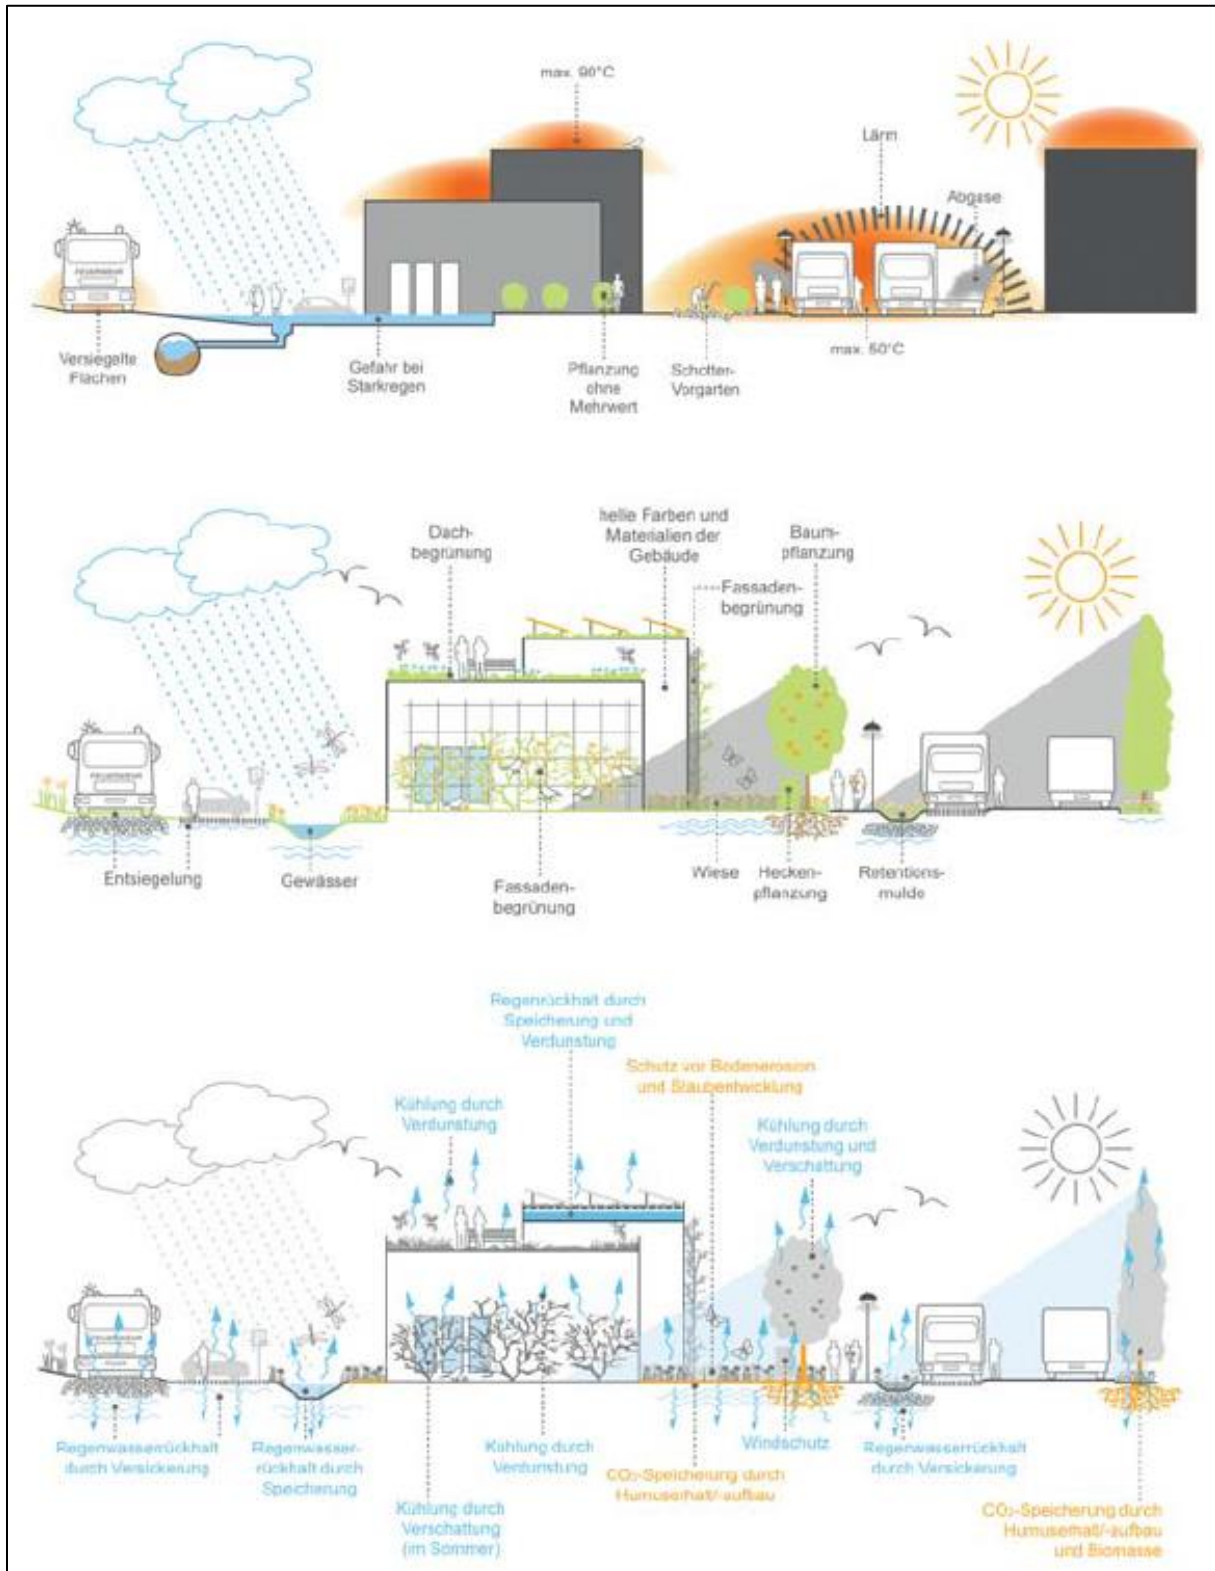 max. 90°C
Lärm
Abgase
FEUERWEHR
max. 50°C
Versiegelte
Flächen
Gefahr bei
Starkregen
Pflanzung
ohne
Mehrwert
Schotter-
Vorgarten
Dach-
begrünung
helle Farben und
Materialien der
Gebäude
Baum-
pflanzung
Fassaden-
begrünung
FEUERWEHR
Entsiegelung
Gewässer
Fassaden-
begrünung
Wiese
Hecken-
pflanzung
Retentions-
mulde
Regenrückhalt durch
Speicherung und
Verdunstung
Schutz vor Bodenerosion
und Staubentwicklung
Kühlung durch
Verdunstung
Kühlung durch
Verdunstung und
Verschattung
FEUERWEHR
Regenwasserrückhalt
durch Versickerung
Regenwasser-
rückhalt durch
Speicherung
Kühlung durch
Verschattung
(im Sommer)
Kühlung durch
Verdunstung
CO₂-Speicherung durch
Humuserhalt/-aufbau
Windschutz
Regenwasserrückhalt
durch Versickerung
CO₂-Speicherung durch
Humuserhalt/-aufbau
und Biomasse